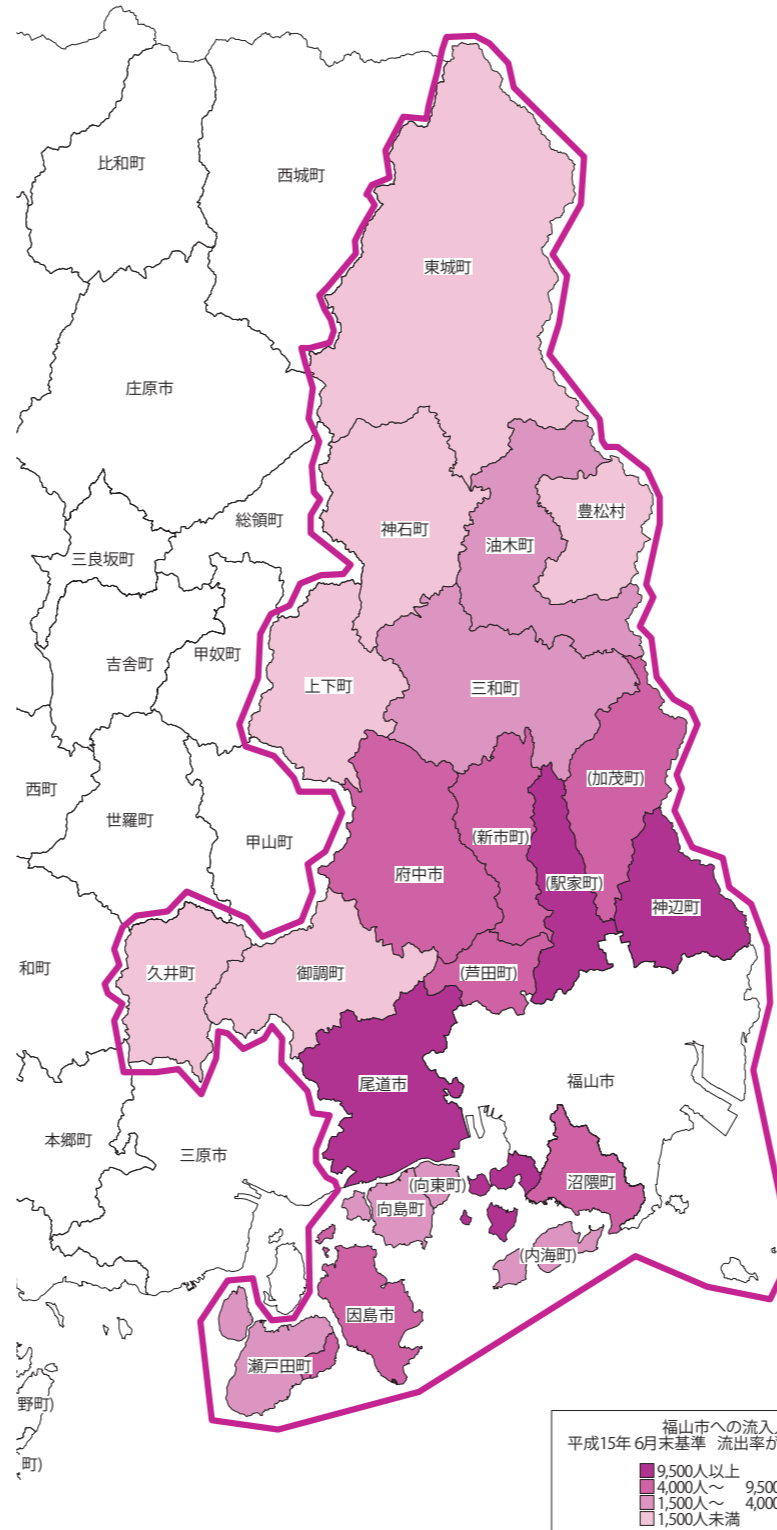 比和町
西城町
東城町
庄原市
総領町
神石町
豊松村
油木町
三良坂町
吉舎町
甲奴町
上下町
三和町
西町
世羅町
甲山町
(加茂町)
(新市町)
府中市
(駅家町)
神辺町
和町
久井町
御調町
(芦田町)
尾道市
福山市
本郷町
三原市
(向東町)
向島町
沼隈町
(内海町)
因島市
瀬戸田町
野町)
町)
福山市への流入
平成15年 6月末基準 流出率が
9,500人以上
4,000人～ 9,500
1,500人～ 4,000
1,500人未満